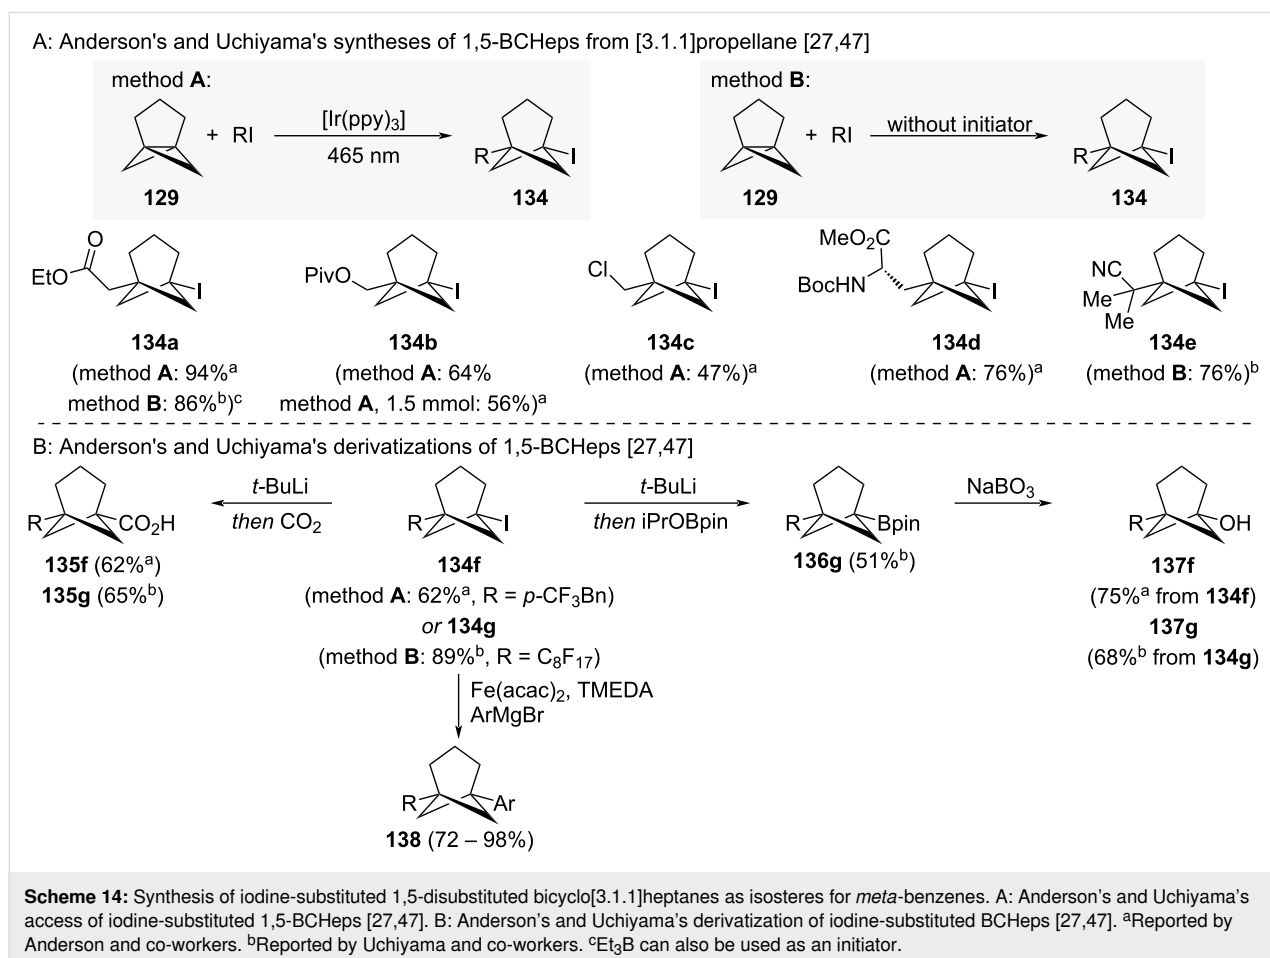 A: Anderson's and Uchiyama's syntheses of 1,5-BCHeps from [3.1.1]propellane [27,47]
method A:
+ RI
[Ir(ppy)₃]
465 nm
R
I
129
134
method B:
+ RI
without initiator
R
I
129
134
O
EtO
I
134a
(method A: 94%ᵃ
method B: 86%ᵇ)ᶜ
PivO
I
134b
(method A: 64%
method A, 1.5 mmol: 56%)ᵃ
Cl
I
134c
(method A: 47%)ᵃ
MeO₂C
BocHN
I
134d
(method A: 76%)ᵃ
NC
Me
Me
I
134e
(method B: 76%)ᵇ
B: Anderson's and Uchiyama's derivatizations of 1,5-BCHeps [27,47]
R
CO₂H
135f (62%ᵃ)
135g (65%ᵇ)
t-BuLi
then CO₂
R
I
134f
(method A: 62%ᵃ, R = p-CF₃Bn)
or 134g
(method B: 89%ᵇ, R = C₈F₁₇)
t-BuLi
then iPrOBpin
R
Bpin
136g (51%ᵇ)
NaBO₃
R
OH
137f
(75%ᵃ from 134f)
137g
(68%ᵇ from 134g)
Fe(acac)₂, TMEDA
ArMgBr
R
Ar
138 (72 – 98%)
Scheme 14: Synthesis of iodine-substituted 1,5-disubstituted bicyclo[3.1.1]heptanes as isosteres for meta-benzenes. A: Anderson’s and Uchiyama’s
access of iodine-substituted 1,5-BCHeps [27,47]. B: Anderson’s and Uchiyama’s derivatization of iodine-substituted BCHeps [27,47]. ᵃReported by
Anderson and co-workers. ᵇReported by Uchiyama and co-workers. ᶜEt₃B can also be used as an initiator.